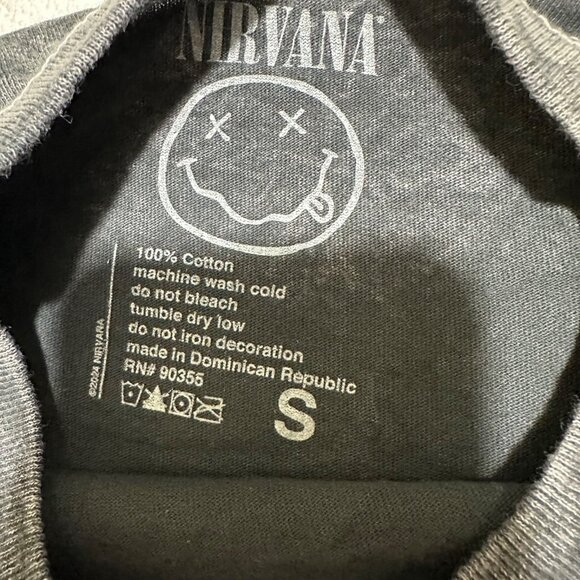 NIRVANA
100% Cotton
machine wash cold
do not bleach
tumble dry low
do not iron decoration
made in Dominican Republic
RN# 90355
©2024 NIRVANA
S